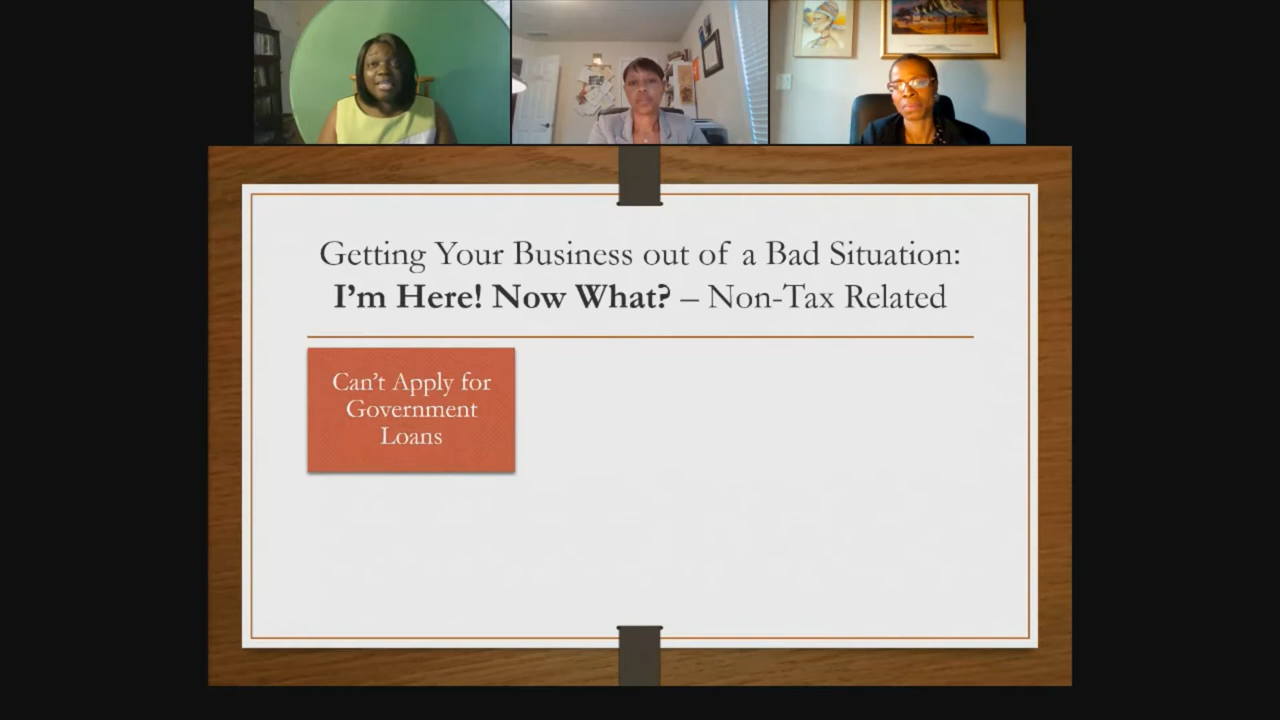 Getting Your Business out of a Bad Situation:
I’m Here! Now What? – Non-Tax Related
Can’t Apply for
Government
Loans